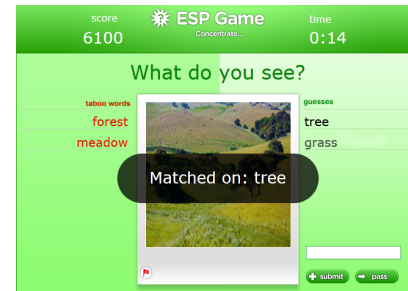 score
6100
ESP Game
Concentrate...
time
0:14
What do you see?
taboo words
forest
meadow
guesses
tree
grass
Matched on: tree
submit
pass